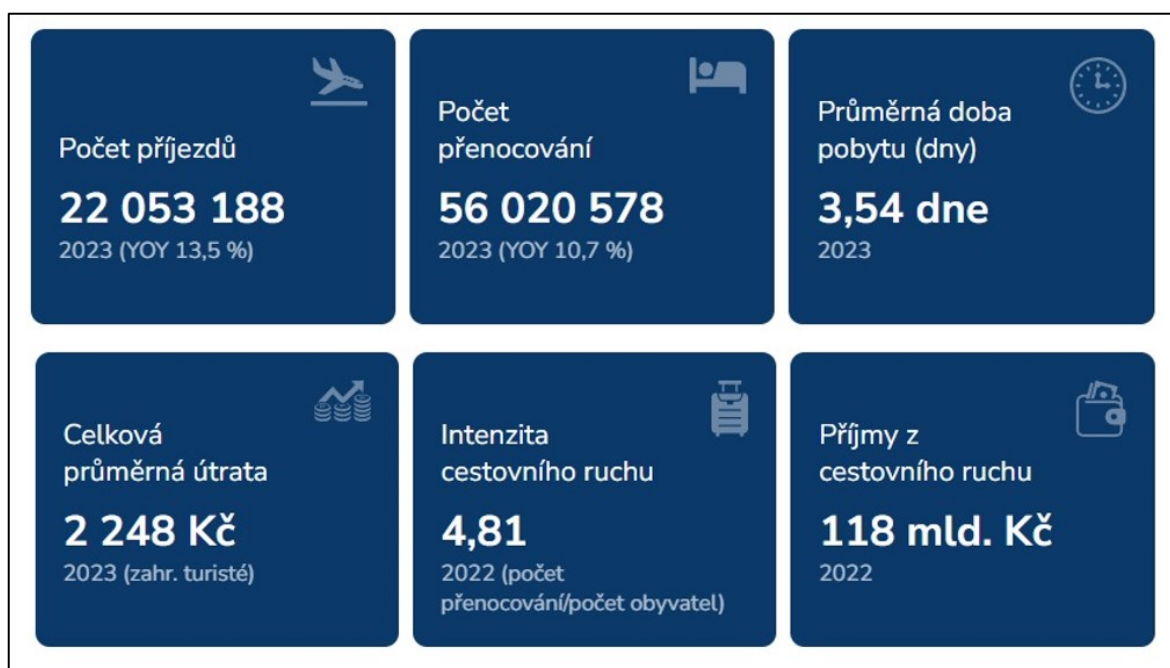 Počet příjezdů
22 053 188
2023 (YOY 13,5 %)
Počet
přenocování
56 020 578
2023 (YOY 10,7 %)
Průměrná doba
pobytu (dny)
3,54 dne
2023
Celková
průměrná útrata
2 248 Kč
2023 (zahr. turisté)
Intenzita
cestovního ruchu
4,81
2022 (počet
přenocování/počet obyvatel)
Příjmy z
cestovního ruchu
118 mld. Kč
2022